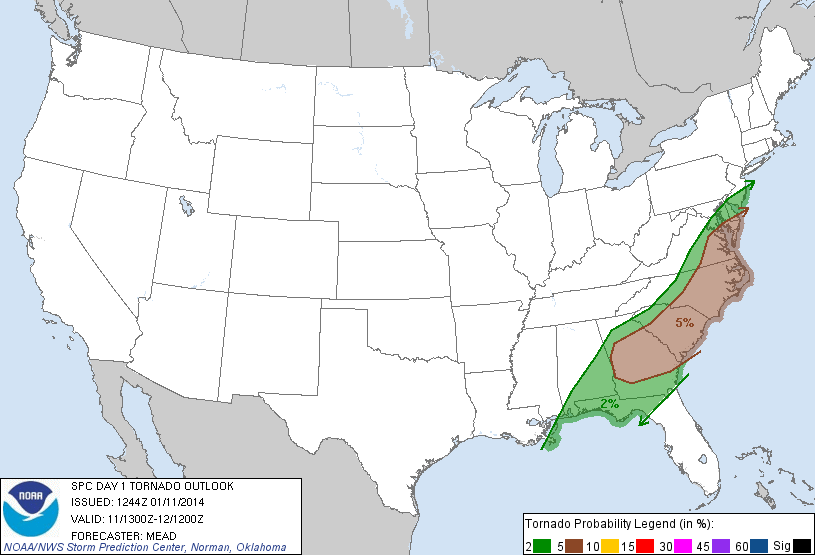 5%
2%
NOAA
SPC DAY 1 TORNADO OUTLOOK
ISSUED: 1244Z 01/11/2014
VALID: 11/1300Z-12/1200Z
FORECASTER: MEAD
NOAA/NWS Storm Prediction Center, Norman, Oklahoma
Tornado Probability Legend (in %):
2 5 10 15 30 45 60 Sig